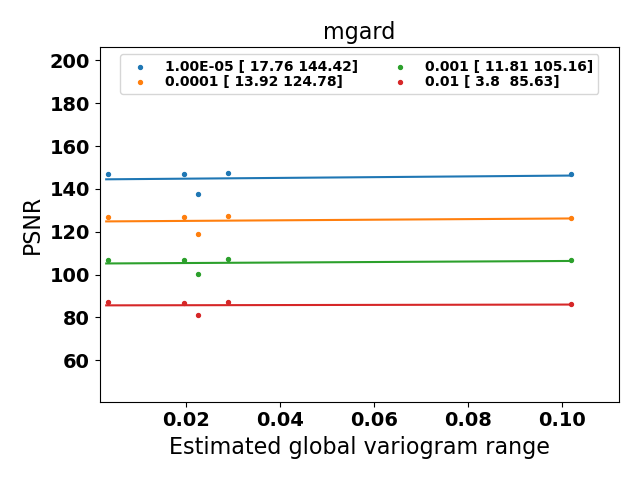 mgard
1.00E-05 [ 17.76 144.42]
0.0001 [ 13.92 124.78]
0.001 [ 11.81 105.16]
0.01 [ 3.8  85.63]
PSNR
200
180
160
140
120
100
80
60
0.02 0.04 0.06 0.08 0.10
Estimated global variogram range